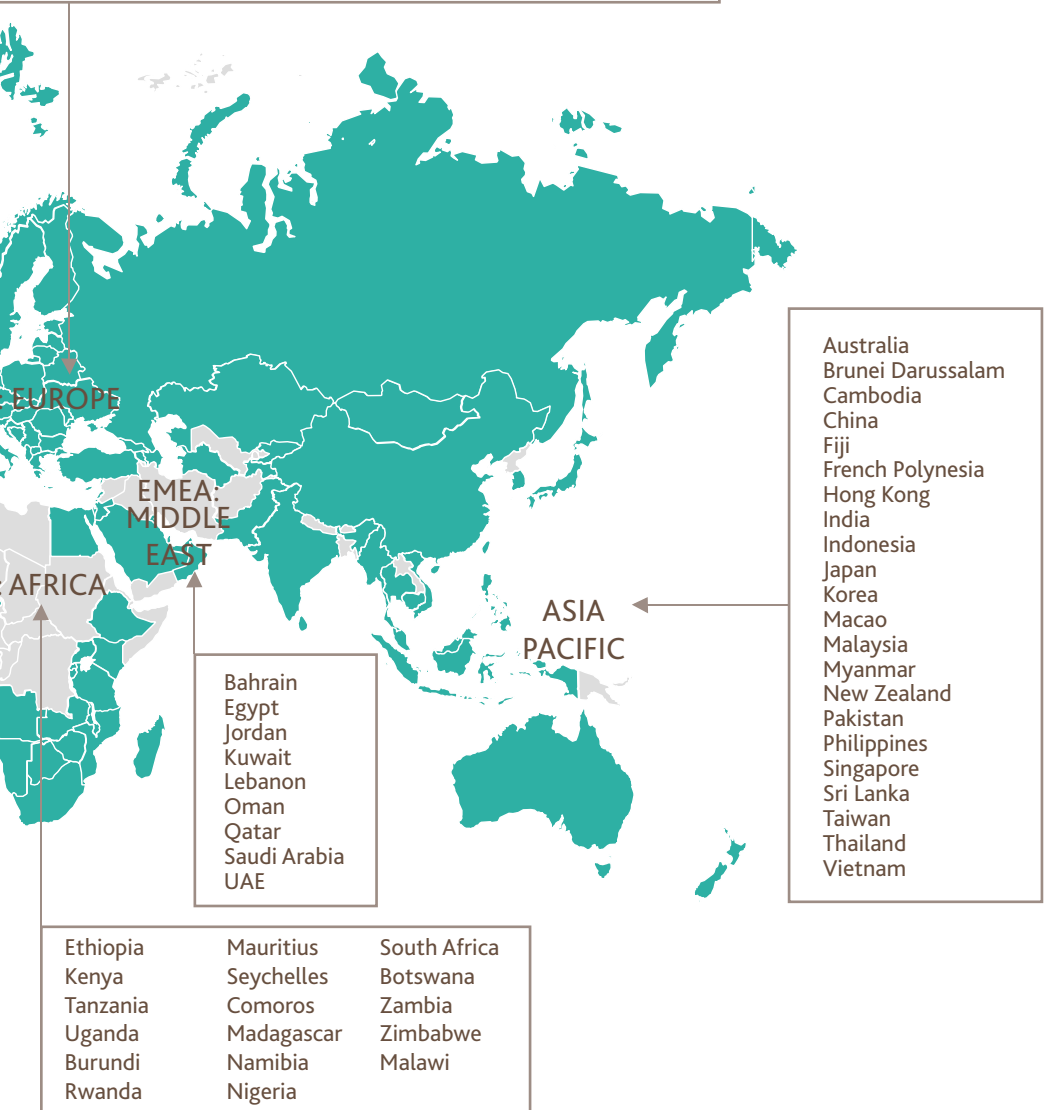 : EUROPE
EMEA:
MIDDLE
EAST
: AFRICA
ASIA
PACIFIC
Australia
Brunei Darussalam
Cambodia
China
Fiji
French Polynesia
Hong Kong
India
Indonesia
Japan
Korea
Macao
Malaysia
Myanmar
New Zealand
Pakistan
Philippines
Singapore
Sri Lanka
Taiwan
Thailand
Vietnam
Bahrain
Egypt
Jordan
Kuwait
Lebanon
Oman
Qatar
Saudi Arabia
UAE
Ethiopia
Kenya
Tanzania
Uganda
Burundi
Rwanda
Mauritius
Seychelles
Comoros
Madagascar
Namibia
Nigeria
South Africa
Botswana
Zambia
Zimbabwe
Malawi